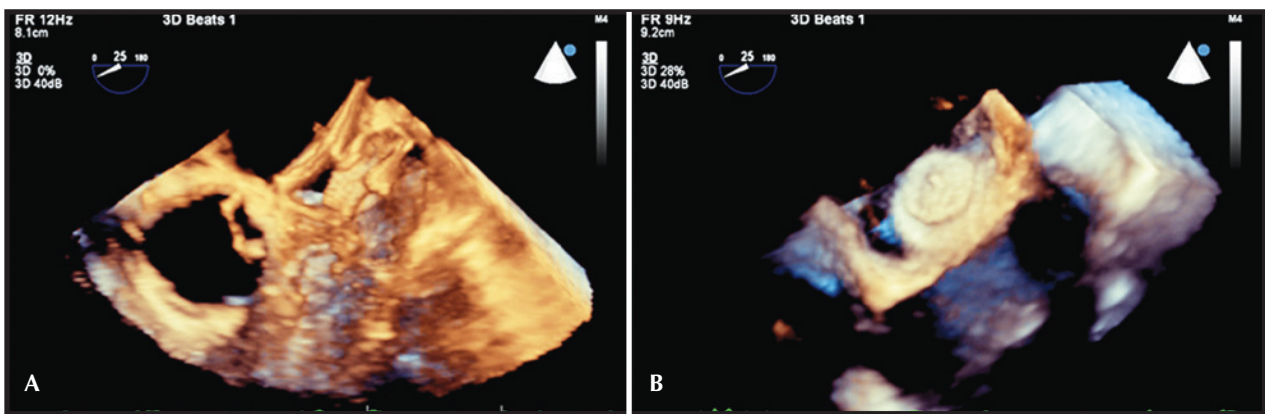 FR 12Hz
8.1cm
3D Beats 1
M4
3D
3D 0%
3D 40dB
0 25 180
A
FR 9Hz
9.2cm
3D Beats 1
M4
3D
3D 28%
3D 40dB
0 25 180
B